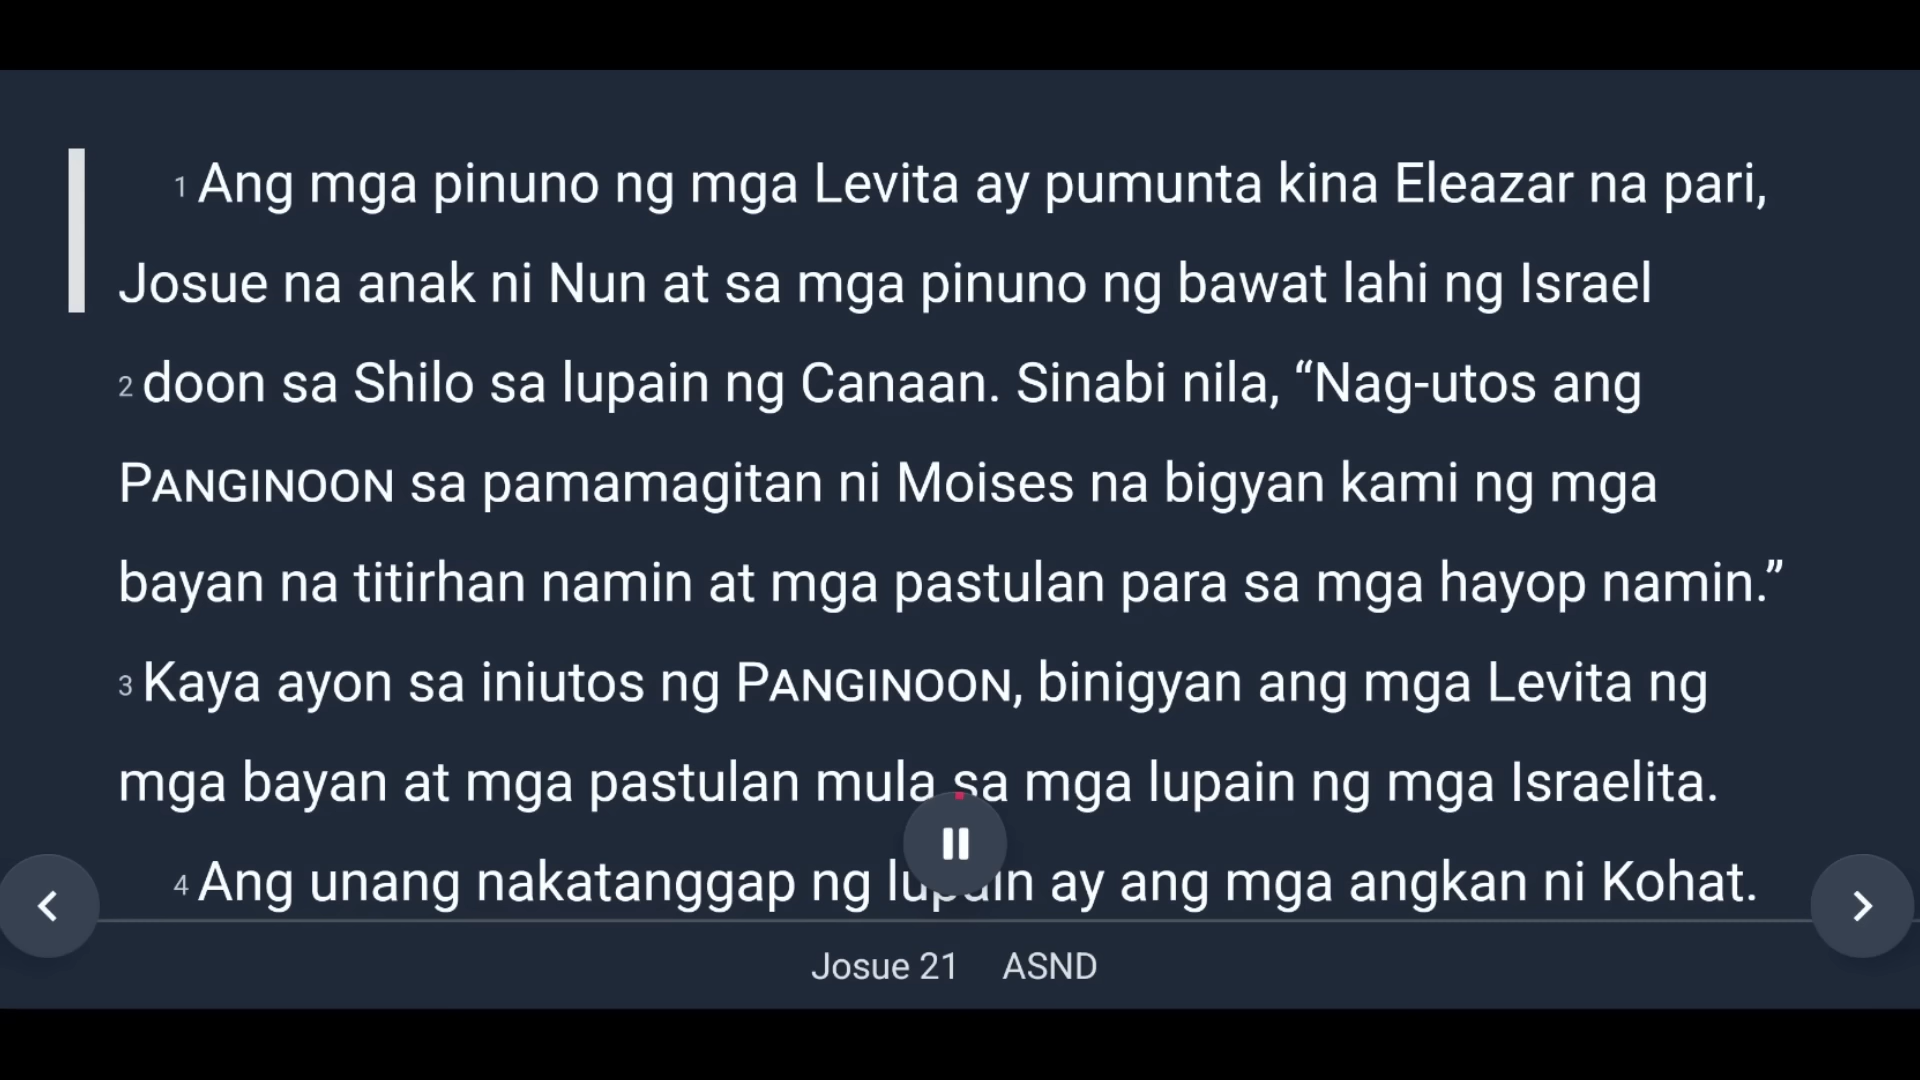 1 Ang mga pinuno ng mga Levita ay pumunta kina Eleazar na pari,
Josue na anak ni Nun at sa mga pinuno ng bawat lahi ng Israel
2 doon sa Shilo sa lupain ng Canaan. Sinabi nila, “Nag-utos ang
PANGINOON sa pamamagitan ni Moises na bigyan kami ng mga
bayan na titirhan namin at mga pastulan para sa mga hayop namin.”
3 Kaya ayon sa iniutos ng PANGINOON, binigyan ang mga Levita ng
mga bayan at mga pastulan mula sa mga lupain ng mga Israelita.
4 Ang unang nakatanggap ng lupain ay ang mga angkan ni Kohat.
Josue 21 ASND